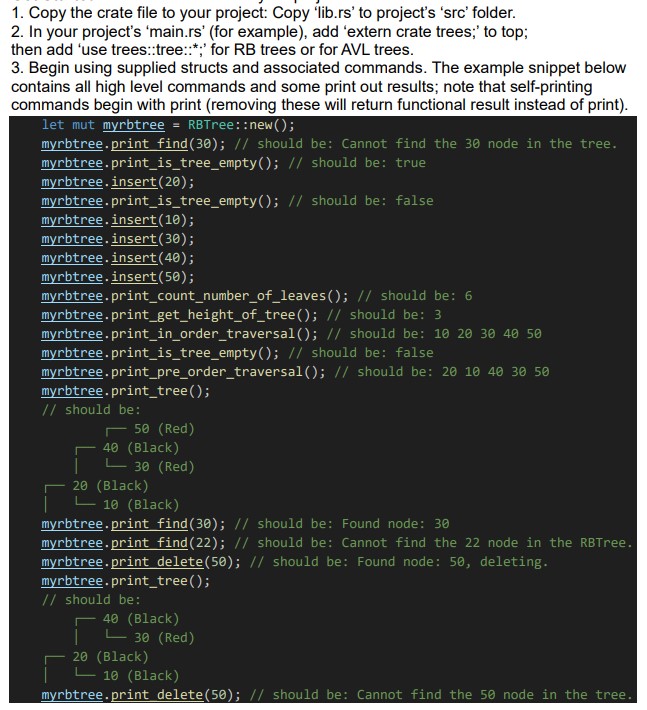 1. Copy the crate file to your project: Copy 'lib.rs' to project's 'src' folder.
2. In your project's 'main.rs' (for example), add 'extern crate trees;' to top;
then add 'use trees::tree::*;' for RB trees or for AVL trees.
3. Begin using supplied structs and associated commands. The example snippet below
contains all high level commands and some print out results; note that self-printing
commands begin with print (removing these will return functional result instead of print).
let mut myrbtree = RBTree::new();
myrbtree.print_find(30); // should be: Cannot find the 30 node in the tree.
myrbtree.print_is_tree_empty(); // should be: true
myrbtree.insert(20);
myrbtree.print_is_tree_empty(); // should be: false
myrbtree.insert(10);
myrbtree.insert(30);
myrbtree.insert(40);
myrbtree.insert(50);
myrbtree.print_count_number_of_leaves(); // should be: 6
myrbtree.print_get_height_of_tree(); // should be: 3
myrbtree.print_in_order_traversal(); // should be: 10 20 30 40 50
myrbtree.print_is_tree_empty(); // should be: false
myrbtree.print_pre_order_traversal(); // should be: 20 10 40 30 50
myrbtree.print_tree();
// should be:
┌── 50 (Red)
┌── 40 (Black)
│ └── 30 (Red)
┌── 20 (Black)
│ └── 10 (Black)
myrbtree.print_find(30); // should be: Found node: 30
myrbtree.print_find(22); // should be: Cannot find the 22 node in the RBTree.
myrbtree.print_delete(50); // should be: Found node: 50, deleting.
myrbtree.print_tree();
// should be:
┌── 40 (Black)
│ └── 30 (Red)
┌── 20 (Black)
│ └── 10 (Black)
myrbtree.print_delete(50); // should be: Cannot find the 50 node in the tree.